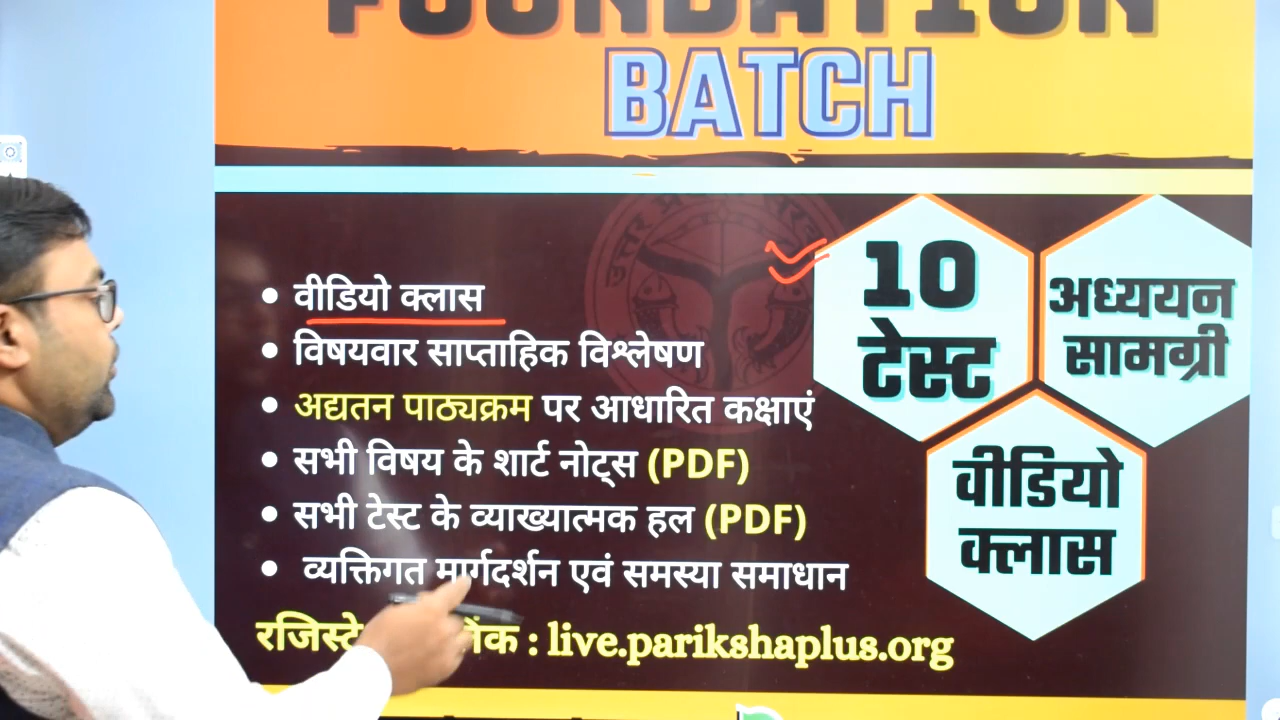 FOUNDATION
BATCH
• वीडियो क्लास
• विषयवार साप्ताहिक विश्लेषण
• अद्यतन पाठ्यक्रम पर आधारित कक्षाएं
• सभी विषय के शार्ट नोट्स (PDF)
• सभी टेस्ट के व्याख्यात्मक हल (PDF)
• व्यक्तिगत मार्गदर्शन एवं समस्या समाधान
: live.parikshaplus.org
10
टेस्ट
अध्ययन
सामग्री
वीडियो
क्लास